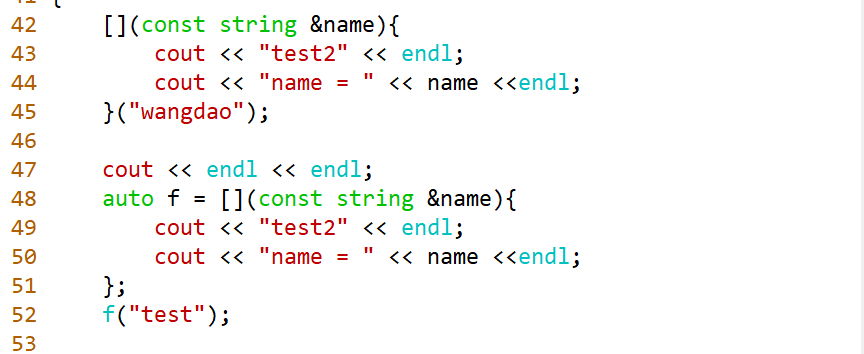 41 {
42     [](const string &name){
43         cout << "test2" << endl;
44         cout << "name = " << name <<endl;
45     }("wangdao");
46
47     cout << endl << endl;
48     auto f = [](const string &name){
49         cout << "test2" << endl;
50         cout << "name = " << name <<endl;
51     };
52     f("test");
53